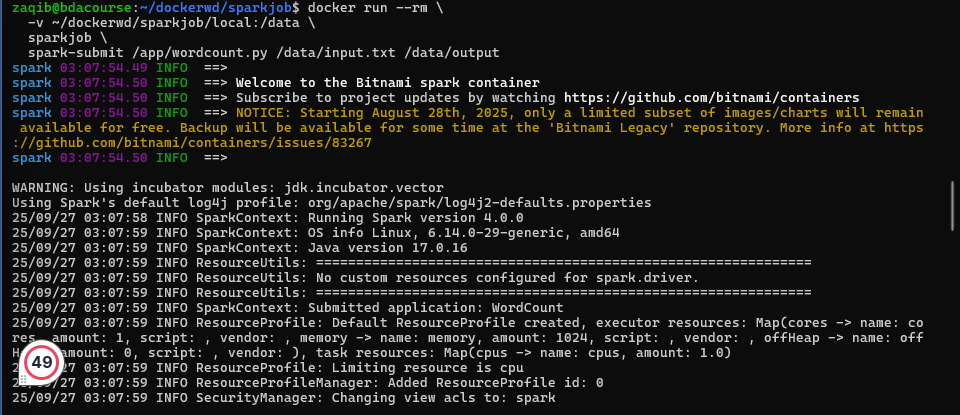 zaqib@bdacourse:~/dockerwd/sparkjob$ docker run --rm \
  -v ~/dockerwd/sparkjob/local:/data \
  sparkjob \
  spark-submit /app/wordcount.py /data/input.txt /data/output
spark 03:07:54.49 INFO  ==>
spark 03:07:54.50 INFO  ==> Welcome to the Bitnami spark container
spark 03:07:54.50 INFO  ==> Subscribe to project updates by watching https://github.com/bitnami/containers
spark 03:07:54.50 INFO  ==> NOTICE: Starting August 28th, 2025, only a limited subset of images/charts will remain
 available for free. Backup will be available for some time at the 'Bitnami Legacy' repository. More info at https
://github.com/bitnami/containers/issues/83267
spark 03:07:54.50 INFO  ==>
WARNING: Using incubator modules: jdk.incubator.vector
Using Spark's default log4j profile: org/apache/spark/log4j2-defaults.properties
25/09/27 03:07:58 INFO SparkContext: Running Spark version 4.0.0
25/09/27 03:07:59 INFO SparkContext: OS info Linux, 6.14.0-29-generic, amd64
25/09/27 03:07:59 INFO SparkContext: Java version 17.0.16
25/09/27 03:07:59 INFO ResourceUtils: ==============================================================
25/09/27 03:07:59 INFO ResourceUtils: No custom resources configured for spark.driver.
25/09/27 03:07:59 INFO ResourceUtils: ==============================================================
25/09/27 03:07:59 INFO SparkContext: Submitted application: WordCount
25/09/27 03:07:59 INFO ResourceProfile: Default ResourceProfile created, executor resources: Map(cores -> name: co
res, amount: 1, script: , vendor: , memory -> name: memory, amount: 1024, script: , vendor: , offHeap -> name: off
H amount: 0, script: , vendor: ), task resources: Map(cpus -> name: cpus, amount: 1.0)
25/09/27 03:07:59 INFO ResourceProfile: Limiting resource is cpu
25/09/27 03:07:59 INFO ResourceProfileManager: Added ResourceProfile id: 0
25/09/27 03:07:59 INFO SecurityManager: Changing view acls to: spark
49